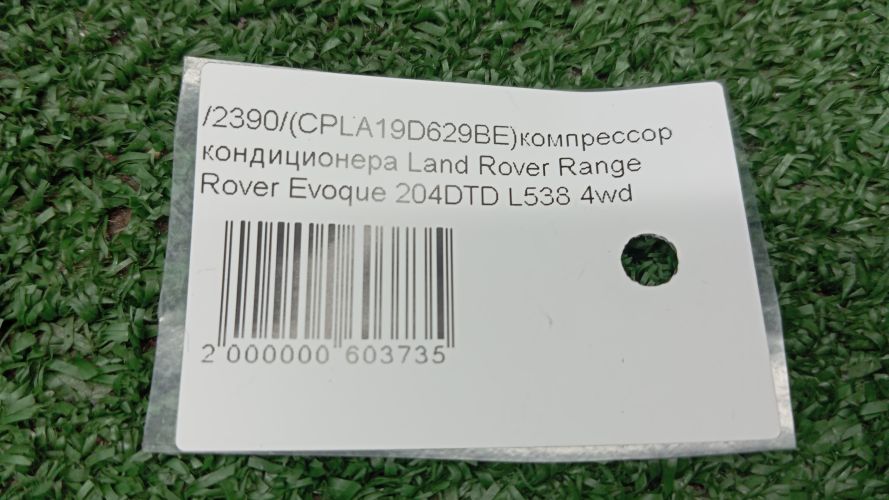 /2390/(CPLA19D629BE)компрессор
кондиционера Land Rover Range
Rover Evoque 204DTD L538 4wd
2 000000 603735